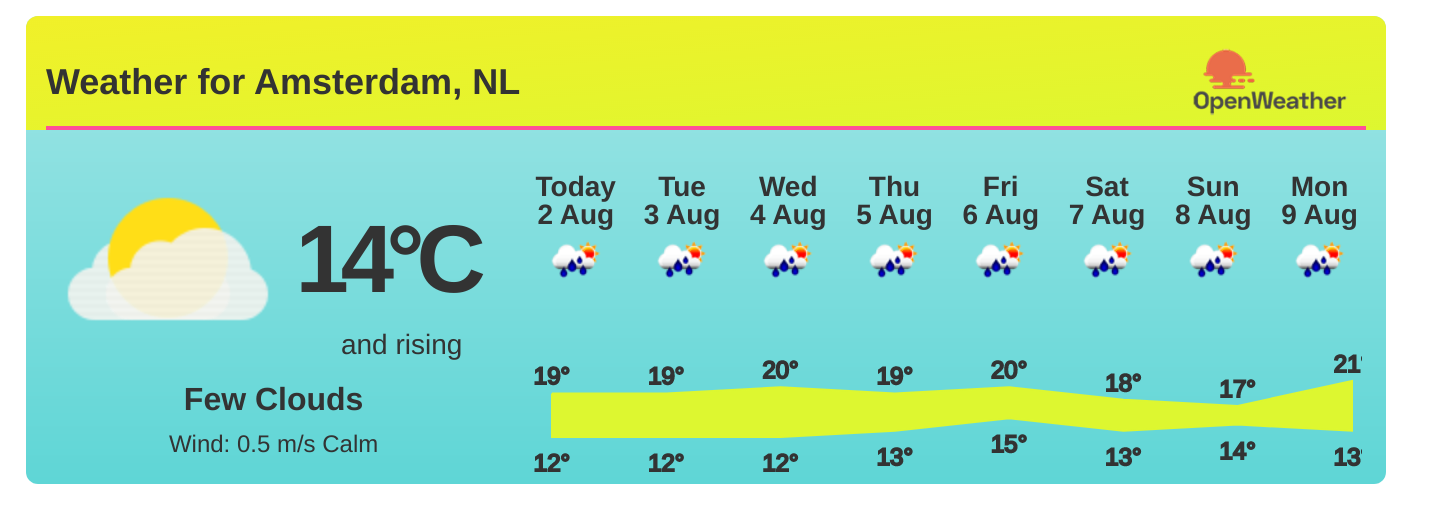 Weather for Amsterdam, NL
OpenWeather
14°C
and rising
Few Clouds
Wind: 0.5 m/s Calm
Today Tue Wed Thu Fri Sat Sun Mon
2 Aug 3 Aug 4 Aug 5 Aug 6 Aug 7 Aug 8 Aug 9 Aug
19° 19° 20° 19° 20° 18° 17° 21°
12° 12° 12° 13° 15° 13° 14° 13°